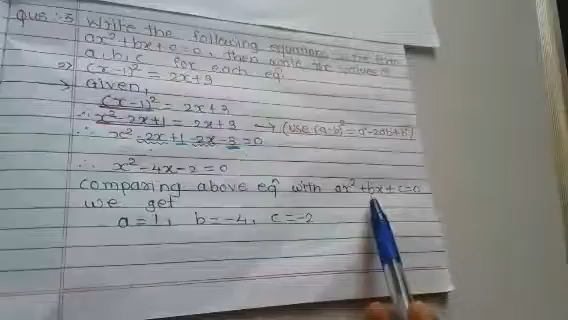 Que :-5) Write the following equations in the form
ax²+bx+c=0, then write the values of
a, b, c for each eqⁿ
⇒ (x-1)² = 2x+3
→ Given,
(x-1)² = 2x+3
∴ x²-2x+1 = 2x+3 → (use (a-b)² = a²-2ab+b²)
∴ x²-2x+1-2x-3=0
∴ x²-4x-2=0
Comparing above eqⁿ with ax²+bx+c=0
we get
a=1, b=-4, c=-2